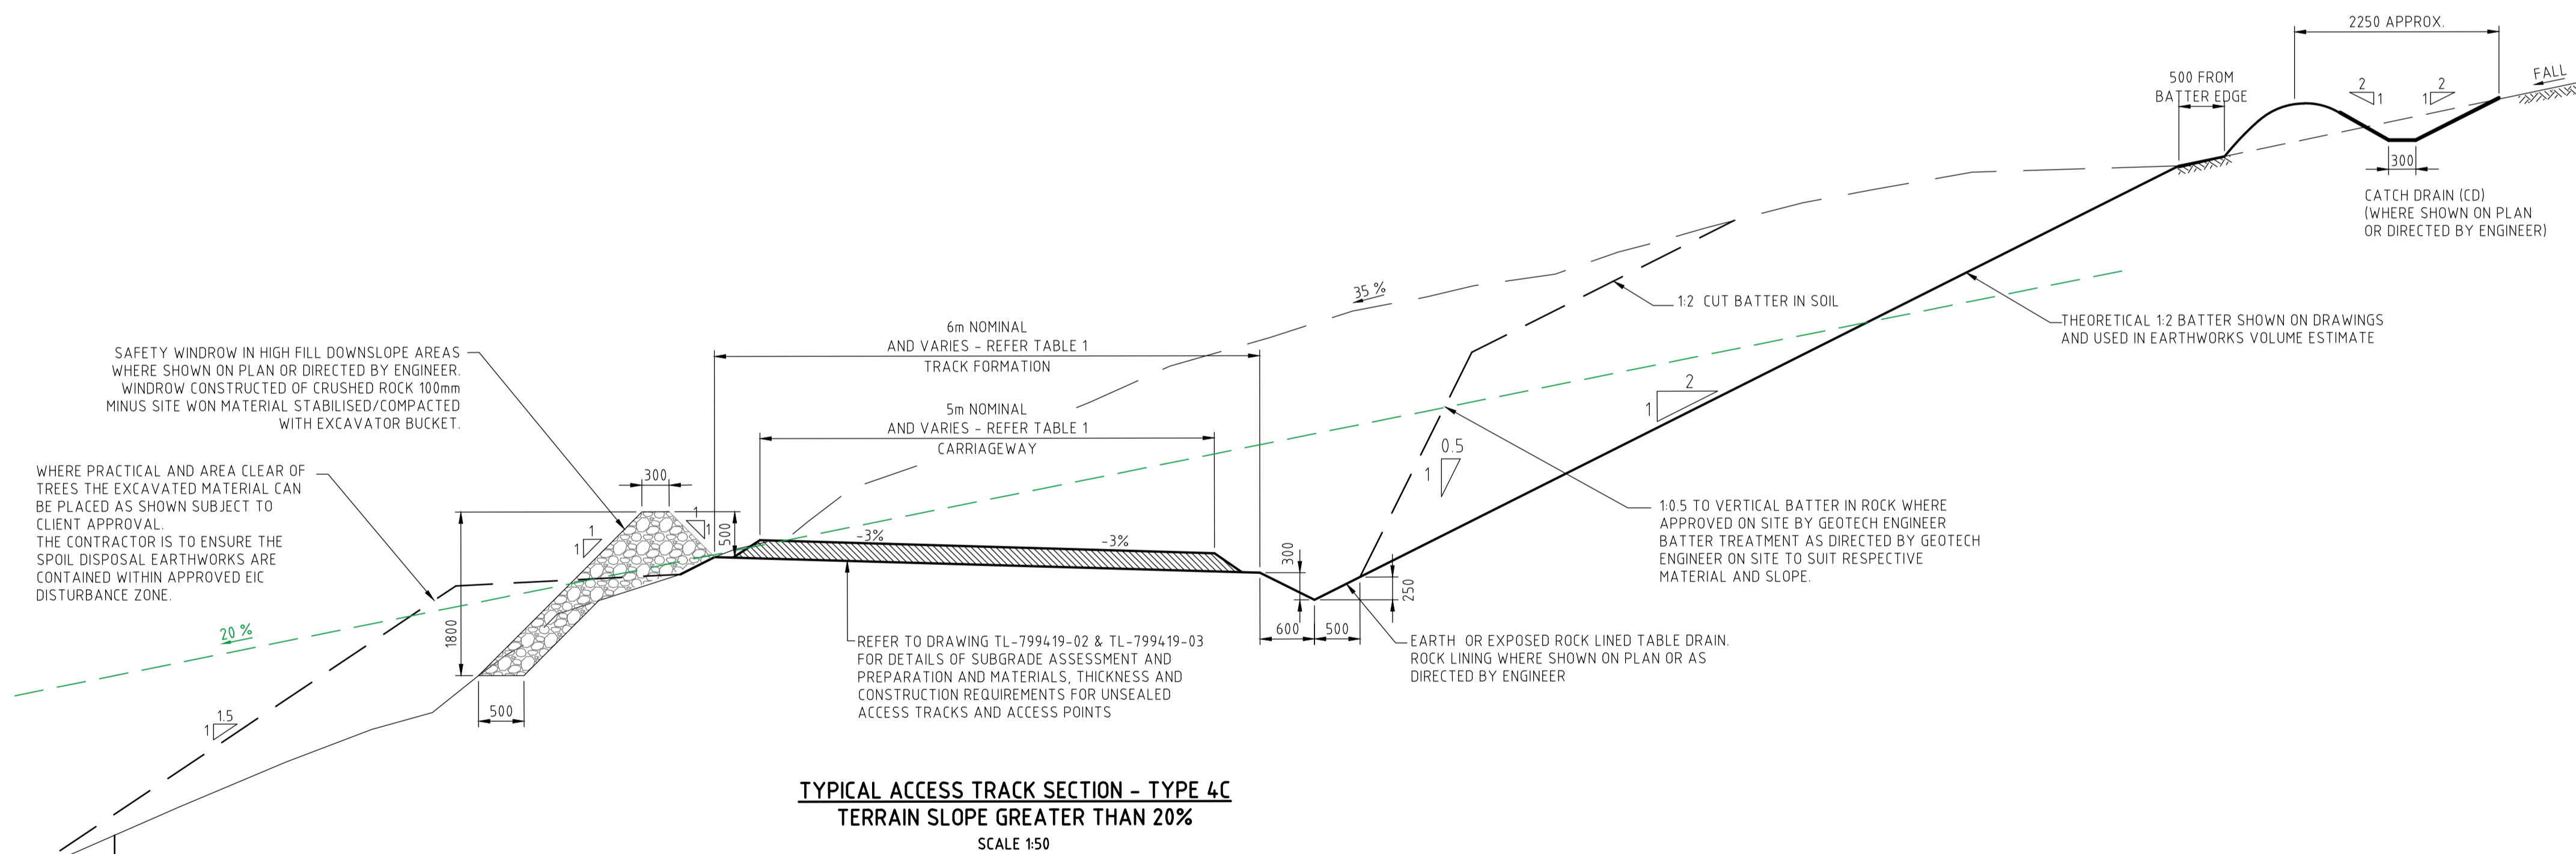 2250 APPROX.
FALL
500 FROM
BATTER EDGE
2
1
2
1
300
CATCH DRAIN (CD)
(WHERE SHOWN ON PLAN
OR DIRECTED BY ENGINEER)
35 %
1:2 CUT BATTER IN SOIL
THEORETICAL 1:2 BATTER SHOWN ON DRAWINGS
AND USED IN EARTHWORKS VOLUME ESTIMATE
6m NOMINAL
AND VARIES - REFER TABLE 1
TRACK FORMATION
5m NOMINAL
AND VARIES - REFER TABLE 1
CARRIAGEWAY
SAFETY WINDROW IN HIGH FILL DOWNSLOPE AREAS
WHERE SHOWN ON PLAN OR DIRECTED BY ENGINEER.
WINDROW CONSTRUCTED OF CRUSHED ROCK 100mm
MINUS SITE WON MATERIAL STABILISED/COMPACTED
WITH EXCAVATOR BUCKET.
WHERE PRACTICAL AND AREA CLEAR OF
TREES THE EXCAVATED MATERIAL CAN
BE PLACED AS SHOWN SUBJECT TO
CLIENT APPROVAL.
THE CONTRACTOR IS TO ENSURE THE
SPOIL DISPOSAL EARTHWORKS ARE
CONTAINED WITHIN APPROVED EIC
DISTURBANCE ZONE.
300
1
1
1
1
500
1800
500
-3%
-3%
2
1
0.5
1
300
250
600
500
1:0.5 TO VERTICAL BATTER IN ROCK WHERE
APPROVED ON SITE BY GEOTECH ENGINEER
BATTER TREATMENT AS DIRECTED BY GEOTECH
ENGINEER ON SITE TO SUIT RESPECTIVE
MATERIAL AND SLOPE.
20 %
1.5
1
REFER TO DRAWING TL-799419-02 & TL-799419-03
FOR DETAILS OF SUBGRADE ASSESSMENT AND
PREPARATION AND MATERIALS, THICKNESS AND
CONSTRUCTION REQUIREMENTS FOR UNSEALED
ACCESS TRACKS AND ACCESS POINTS
EARTH OR EXPOSED ROCK LINED TABLE DRAIN.
ROCK LINING WHERE SHOWN ON PLAN OR AS
DIRECTED BY ENGINEER
TYPICAL ACCESS TRACK SECTION - TYPE 4C
TERRAIN SLOPE GREATER THAN 20%
SCALE 1:50